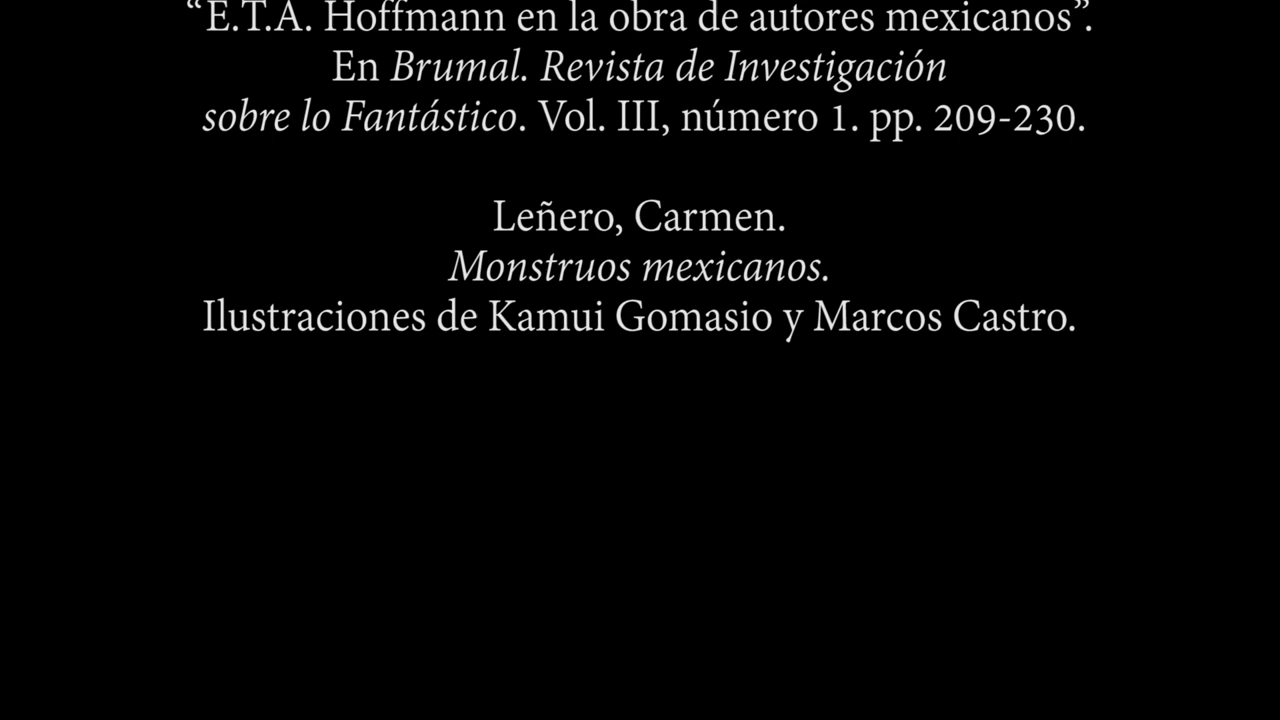 “E.T.A. Hoffmann en la obra de autores mexicanos”.
En Brumal. Revista de Investigación
sobre lo Fantástico. Vol. III, número 1. pp. 209-230.
Leñero, Carmen.
Monstruos mexicanos.
Ilustraciones de Kamui Gomasio y Marcos Castro.